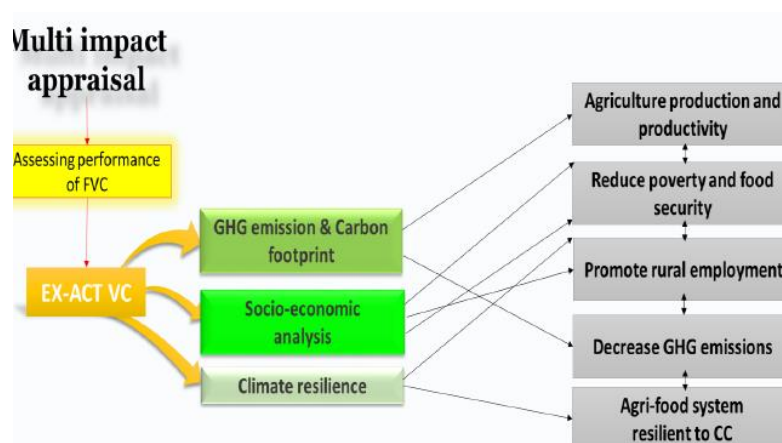 Multi impact
appraisal
Assessing performance
of FVC
EX-ACT VC
GHG emission & Carbon
footprint
Socio-economic
analysis
Climate resilience
Agriculture production and
productivity
Reduce poverty and food
security
Promote rural employment
Decrease GHG emissions
Agri-food system
resilient to CC